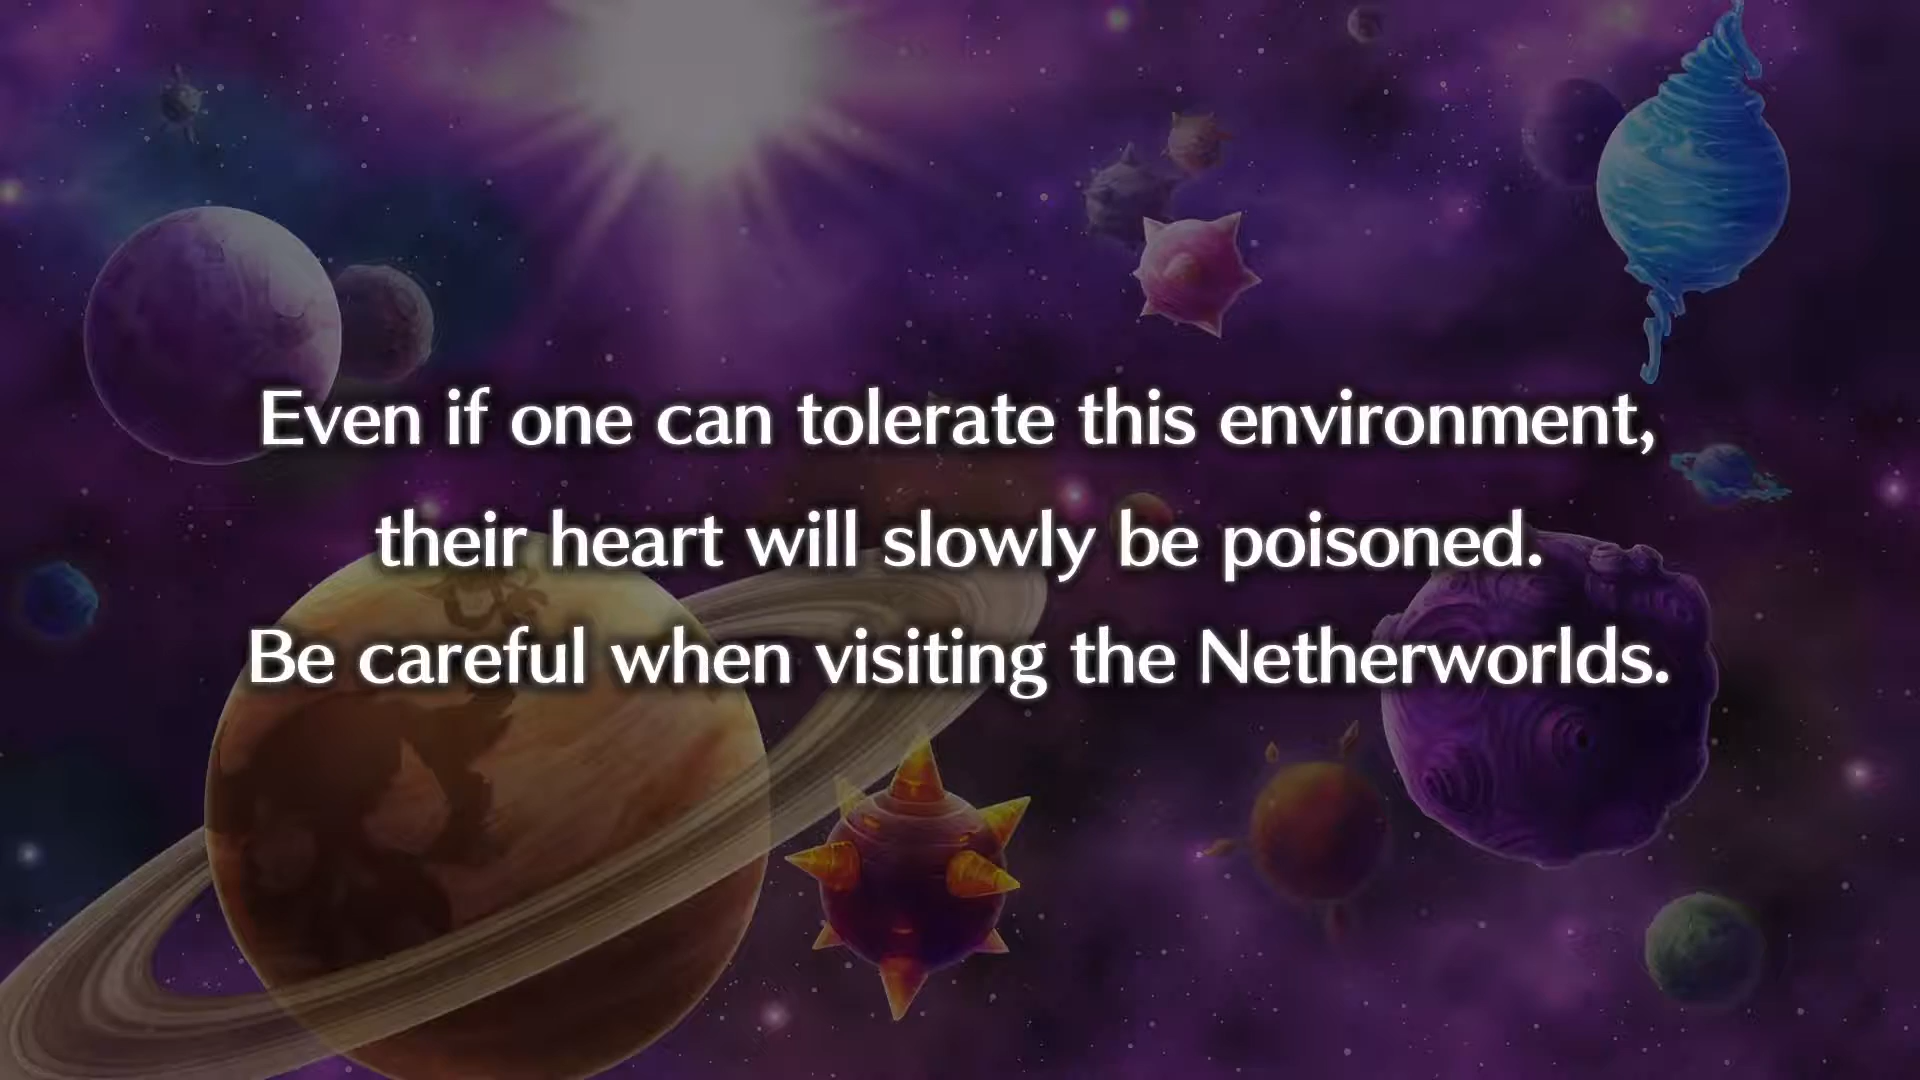 Even if one can tolerate this environment,
their heart will slowly be poisoned.
Be careful when visiting the Netherworlds.